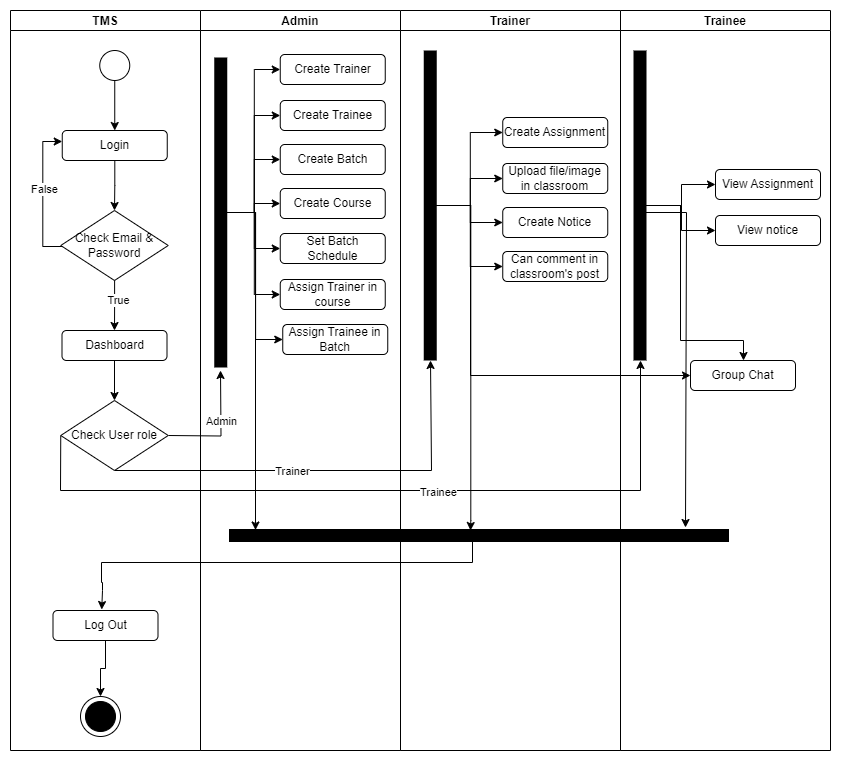 TMS
Admin
Trainer
Trainee
Login
False
Check Email &
Password
True
Dashboard
Check User role
Admin
Trainer
Trainee
Create Trainer
Create Trainee
Create Batch
Create Course
Set Batch
Schedule
Assign Trainer in
course
Assign Trainee in
Batch
Create Assignment
Upload file/image
in classroom
Create Notice
Can comment in
classroom's post
View Assignment
View notice
Group Chat
Log Out